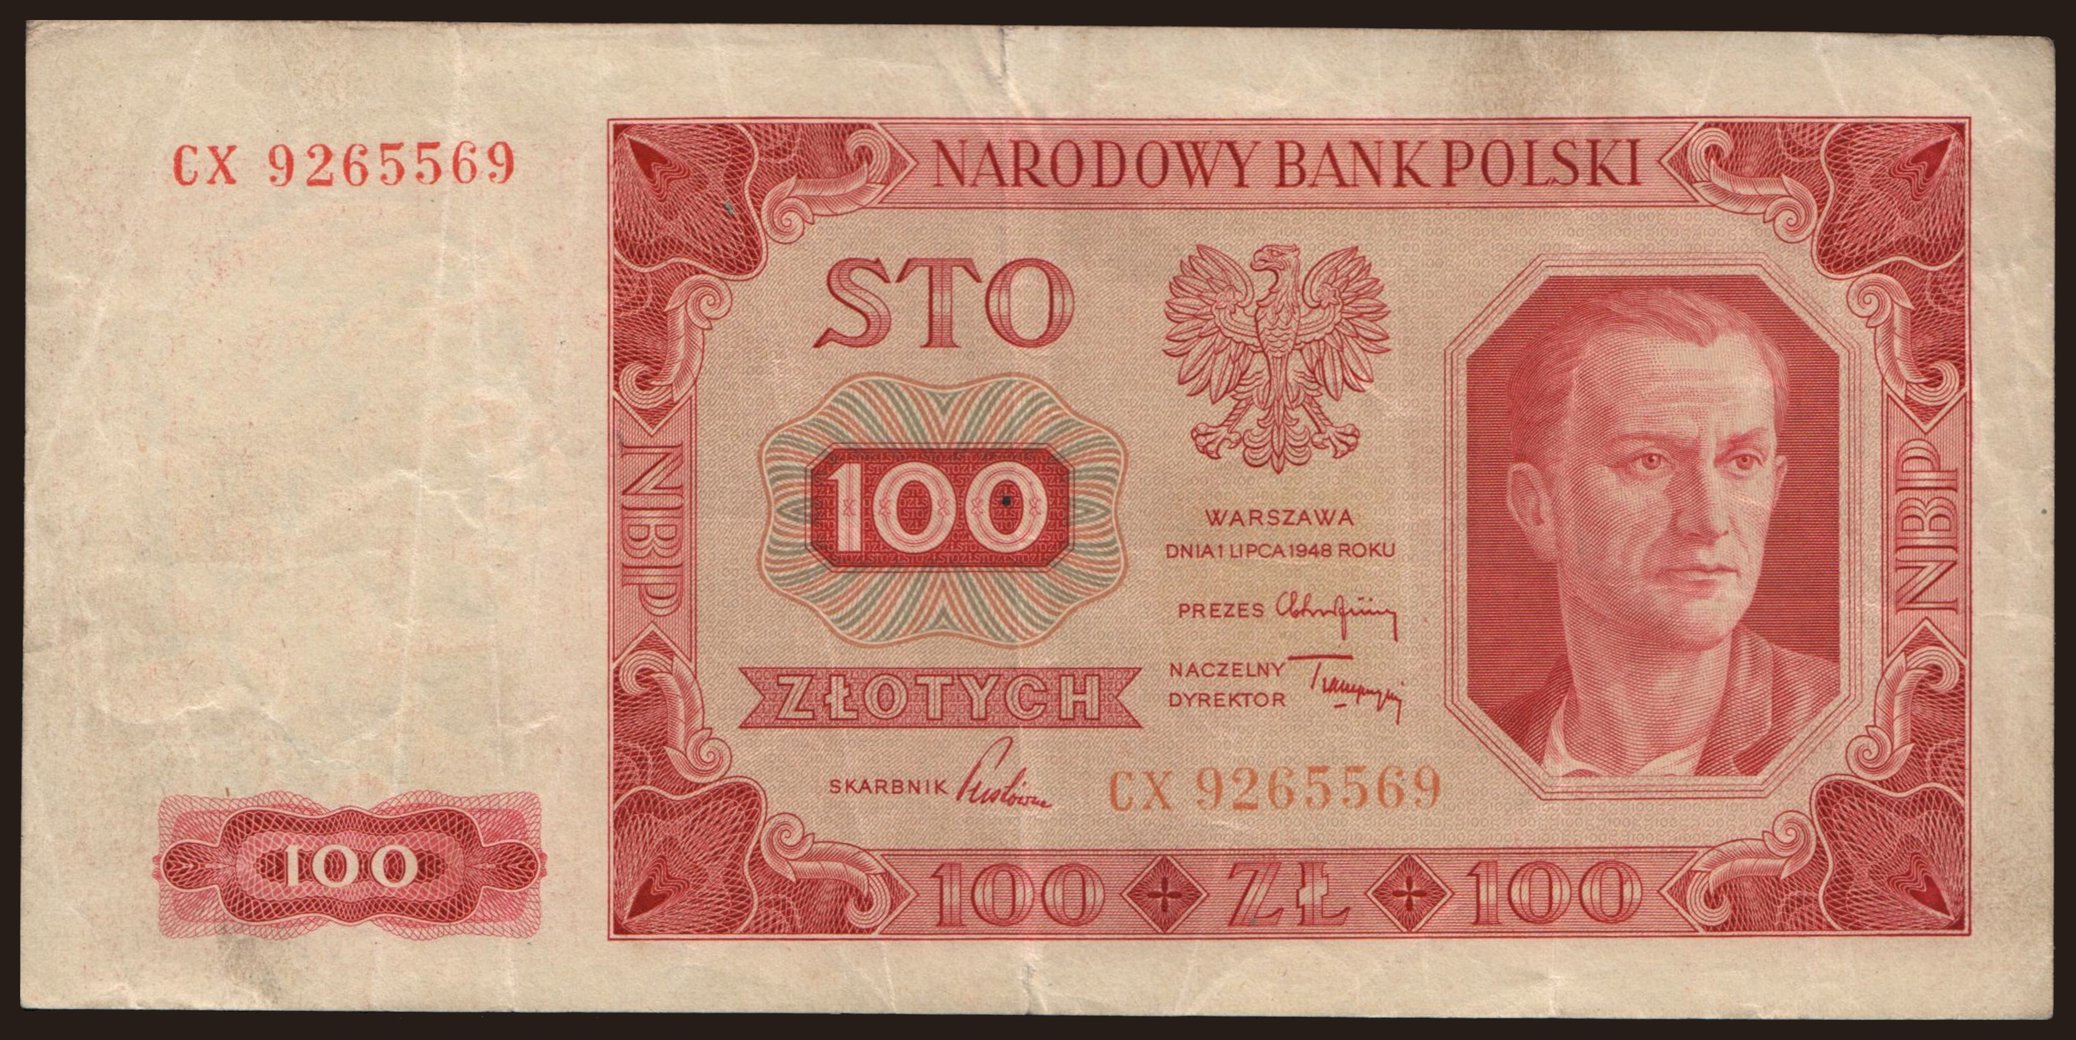 CX 9265569
NARODOWY BANK POLSKI
STO
100
ZŁOTYCH
WARSZAWA
DNIA 1 LIPCA 1948 ROKU
PREZES
NACZELNY
DYREKTOR
SKARBNIK
CX 9265569
NBP
NBP
100
100 ZŁ 100